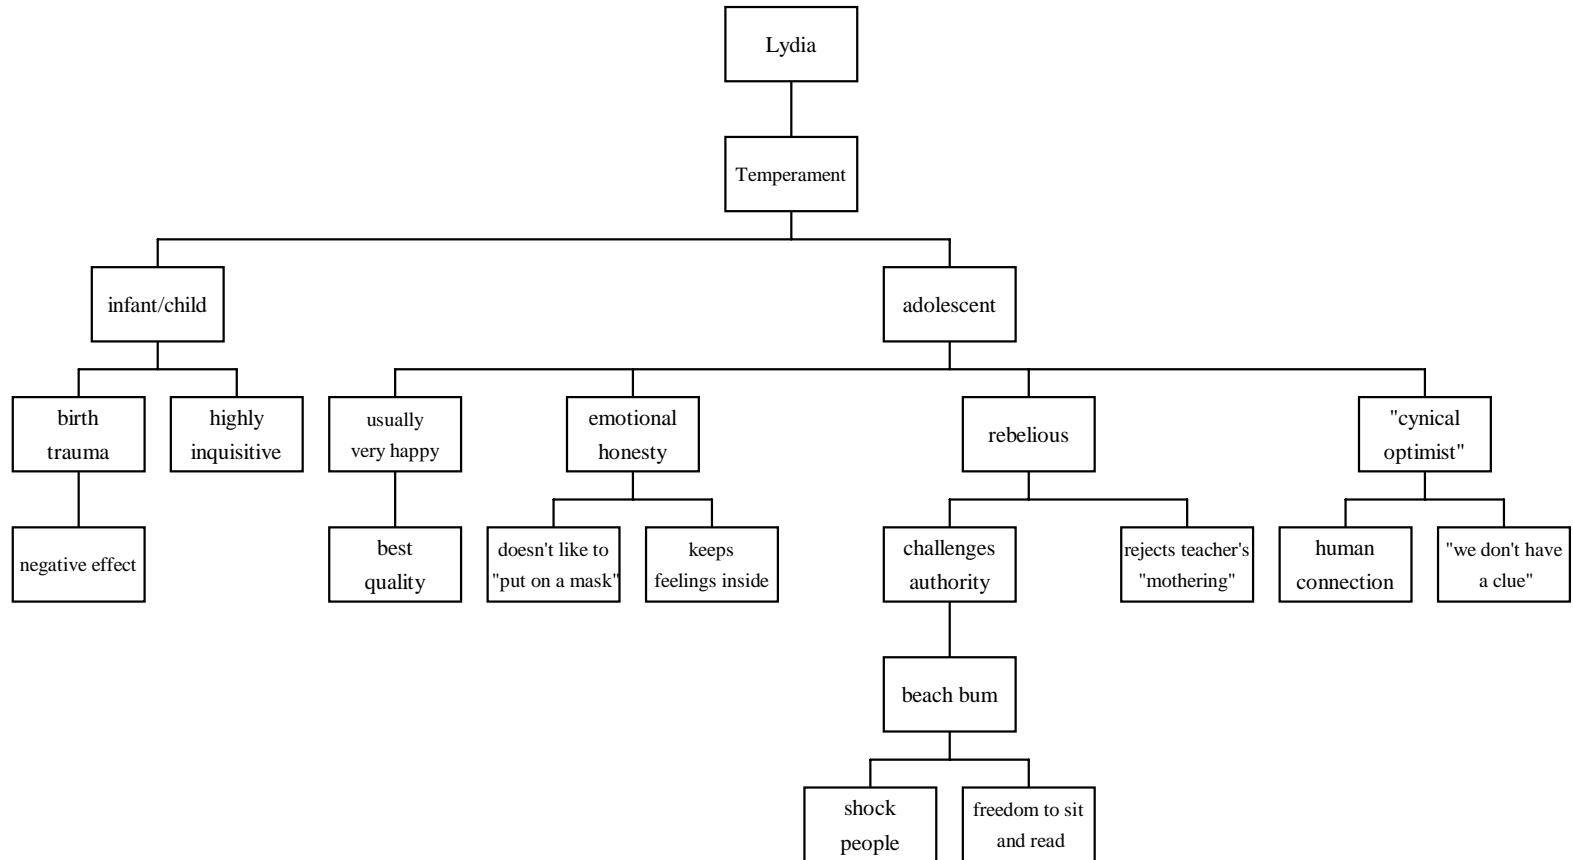 Lydia
Temperament
infant/child
adolescent
birth
trauma
highly
inquisitive
usually
very happy
emotional
honesty
rebelious
"cynical
optimist"
negative effect
best
quality
doesn't like to
"put on a mask"
keeps
feelings inside
challenges
authority
rejects teacher's
"mothering"
human
connection
"we don't have
a clue"
beach bum
shock
people
freedom to sit
and read